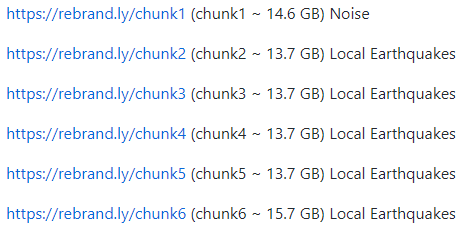 https://rebrand.ly/chunk1 (chunk1 ~ 14.6 GB) Noise
https://rebrand.ly/chunk2 (chunk2 ~ 13.7 GB) Local Earthquakes
https://rebrand.ly/chunk3 (chunk3 ~ 13.7 GB) Local Earthquakes
https://rebrand.ly/chunk4 (chunk4 ~ 13.7 GB) Local Earthquakes
https://rebrand.ly/chunk5 (chunk5 ~ 13.7 GB) Local Earthquakes
https://rebrand.ly/chunk6 (chunk6 ~ 15.7 GB) Local Earthquakes